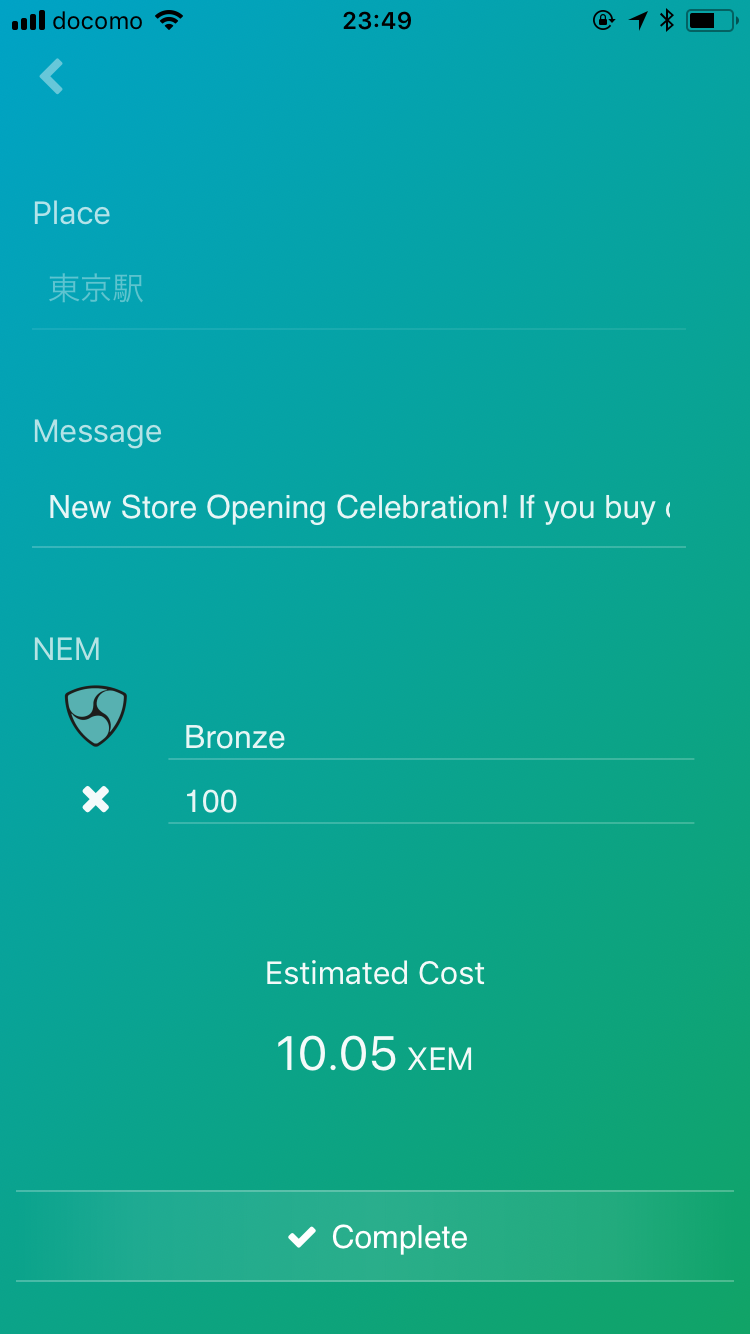 docomo 23:49
Place
東京駅
Message
New Store Opening Celebration! If you buy
NEM
Bronze
100
Estimated Cost
10.05 XEM
Complete